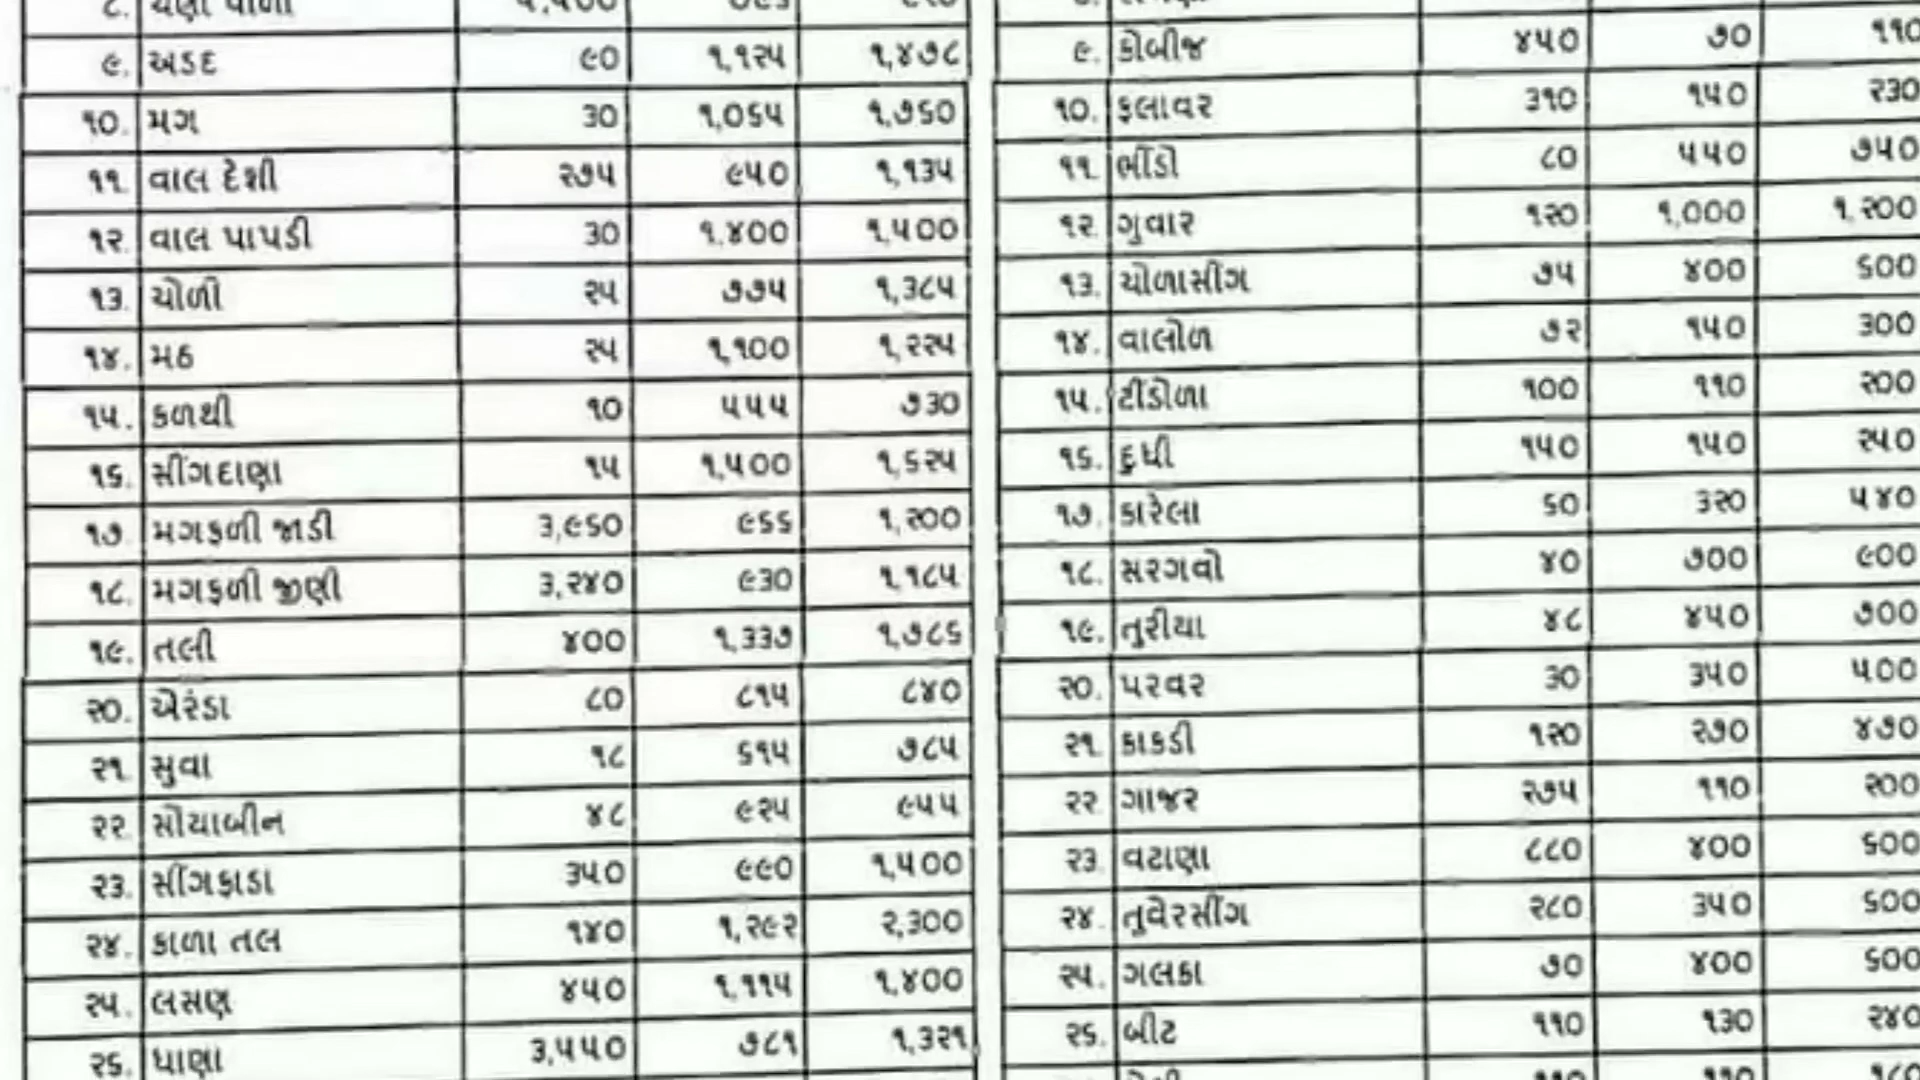 ૯. અડદ ૯૦ ૧,૧૨૫ ૧,૪૭૮
૧૦. મગ ૩૦ ૧,૦૬૫ ૧,૭૬૦
૧૧. વાલ દેશી ૨૭૫ ૯૫૦ ૧,૧૩૫
૧૨. વાલ પાપડી ૩૦ ૧,૪૦૦ ૧,૫૦૦
૧૩. ચોળી ૨૫ ૭૭૫ ૧,૩૮૫
૧૪. મઠ ૨૫ ૧,૧૦૦ ૧,૨૨૫
૧૫. કળથી ૧૦ ૫૫૫ ૭૩૦
૧૬. સીંગદાણા ૧૫ ૧,૫૦૦ ૧,૬૨૫
૧૭. મગફળી જાડી ૩,૯૬૦ ૯૬૬ ૧,૨૦૦
૧૮. મગફળી જીણી ૩,૨૪૦ ૯૩૦ ૧,૧૮૫
૧૯. તલી ૪૦૦ ૧,૩૩૭ ૧,૭૮૬
૨૦. એરંડા ૮૦ ૮૧૫ ૮૪૦
૨૧. સુવા ૧૮ ૬૧૫ ૭૮૫
૨૨. સોયાબીન ૪૮ ૯૨૫ ૯૫૫
૨૩. સીંગફાડા ૩૫૦ ૯૯૦ ૧,૪૦૦
૨૪. કાળા તલ ૧૪૦ ૧,૨૯૨ ૨,૩૦૦
૨૫. લસણ ૪૫૦ ૧,૧૧૫ ૧,૪૦૦
૨૬. ધાણા ૩,૫૫૦ ૭૮૧ ૧,૩૨૧
૯. કોબીજ ૪૫૦ ૭૦ ૧૧૦
૧૦. ફલાવર ૩૧૦ ૧૫૦ ૨૩૦
૧૧. ભીંડો ૮૦ ૫૫૦ ૭૫૦
૧૨. ગુવાર ૧૨૦ ૧,૦૦૦ ૧,૨૦૦
૧૩. ચોળાસીંગ ૭૫ ૪૦૦ ૬૦૦
૧૪. વાલોળ ૭૨ ૧૫૦ ૩૦૦
૧૫. ટીંડોળા ૧૦૦ ૧૧૦ ૨૦૦
૧૬. દુધી ૧૫૦ ૧૫૦ ૨૫૦
૧૭. કારેલા ૬૦ ૩૨૦ ૫૪૦
૧૮. સરગવો ૪૦ ૭૦૦ ૯૦૦
૧૯. તુરીયા ૪૮ ૪૫૦ ૭૦૦
૨૦. પરવર ૩૦ ૩૫૦ ૫૦૦
૨૧. કાકડી ૧૨૦ ૨૭૦ ૪૭૦
૨૨. ગાજર ૨૭૫ ૧૧૦ ૨૦૦
૨૩. વટાણા ૮૮૦ ૪૦૦ ૬૦૦
૨૪. તુવેરસીંગ ૨૮૦ ૩૫૦ ૬૦૦
૨૫. ગલકા ૭૦ ૪૦૦ ૬૦૦
૨૬. બીટ ૧૧૦ ૧૩૦ ૨૪૦